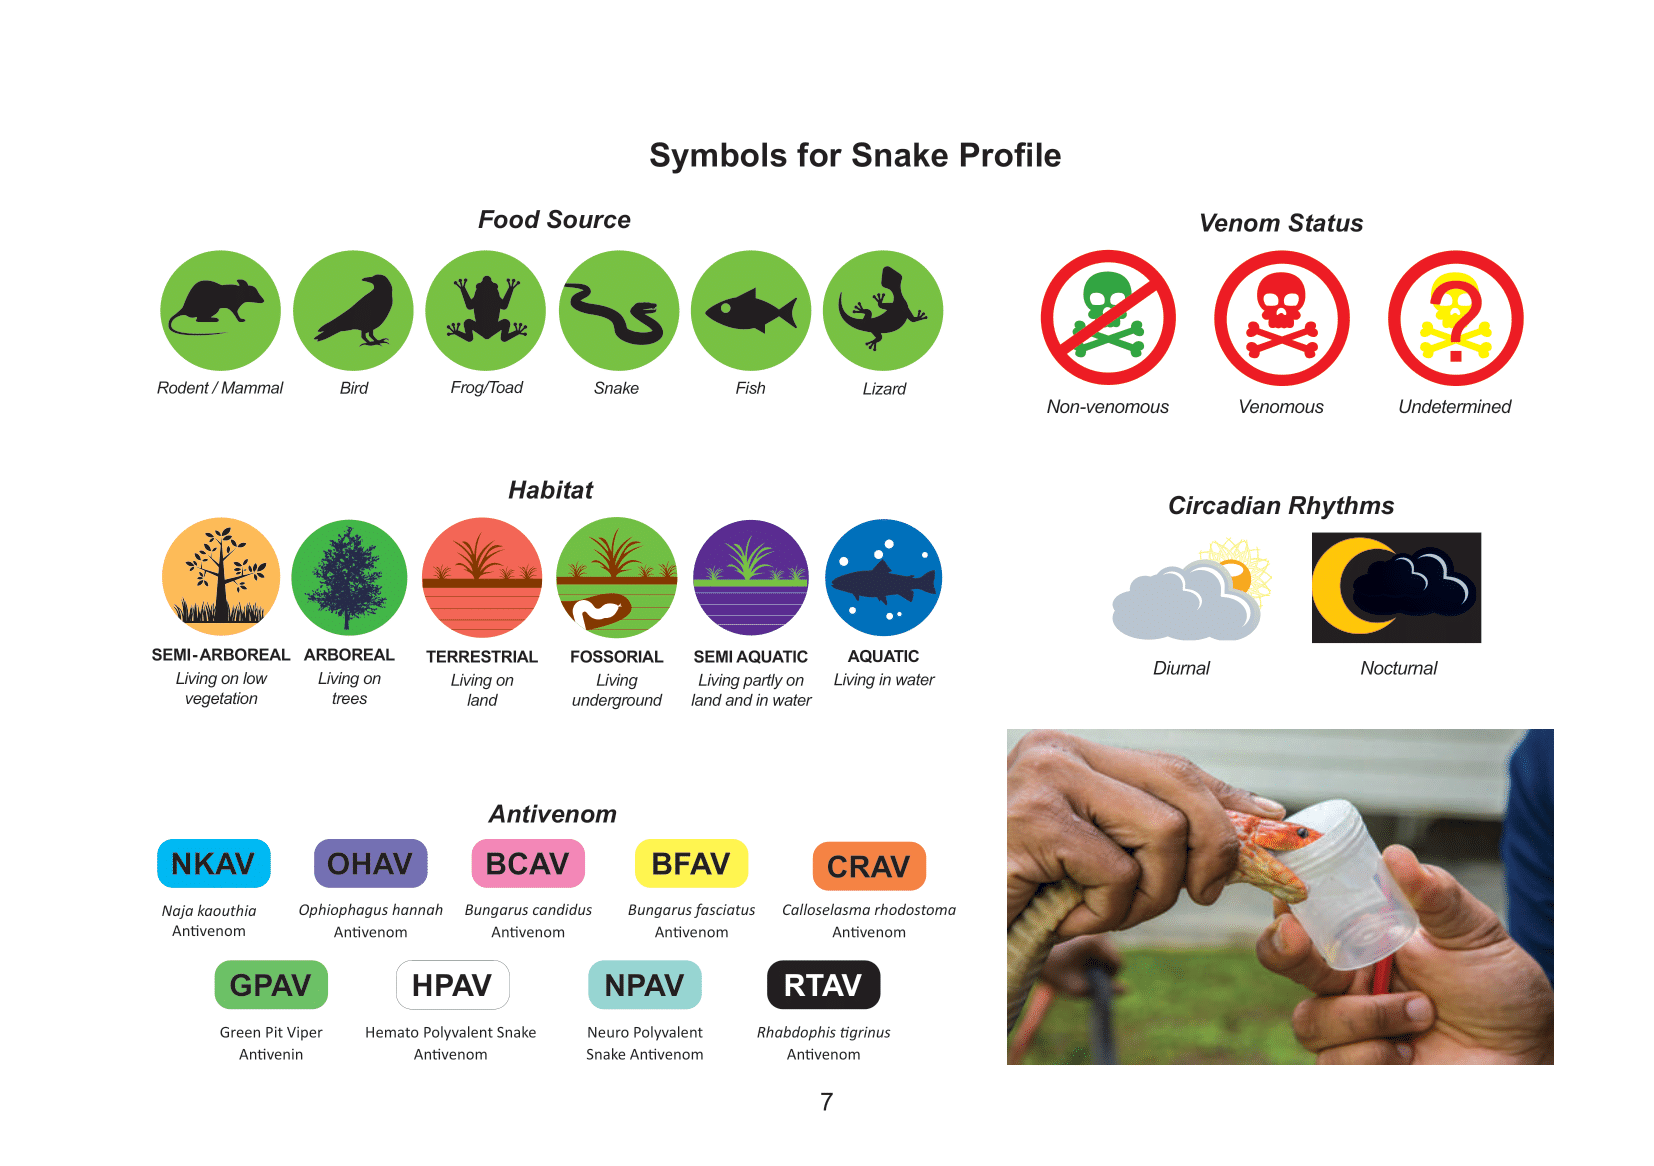 Symbols for Snake Profile
Food Source
Rodent / Mammal
Bird
Frog/Toad
Snake
Fish
Lizard
Venom Status
Non-venomous
Venomous
Undetermined
Habitat
SEMI-ARBOREAL
Living on low
vegetation
ARBOREAL
Living on
trees
TERRESTRIAL
Living on
land
FOSSORIAL
Living
underground
SEMI AQUATIC
Living partly on
land and in water
AQUATIC
Living in water
Circadian Rhythms
Diurnal
Nocturnal
Antivenom
NKAV
Naja kaouthia
Antivenom
OHAV
Ophiophagus hannah
Antivenom
BCAV
Bungarus candidus
Antivenom
BFAV
Bungarus fasciatus
Antivenom
CRAV
Calloselasma rhodostoma
Antivenom
GPAV
Green Pit Viper
Antivenin
HPAV
Hemato Polyvalent Snake
Antivenom
NPAV
Neuro Polyvalent
Snake Antivenom
RTAV
Rhabdophis tigrinus
Antivenom
7